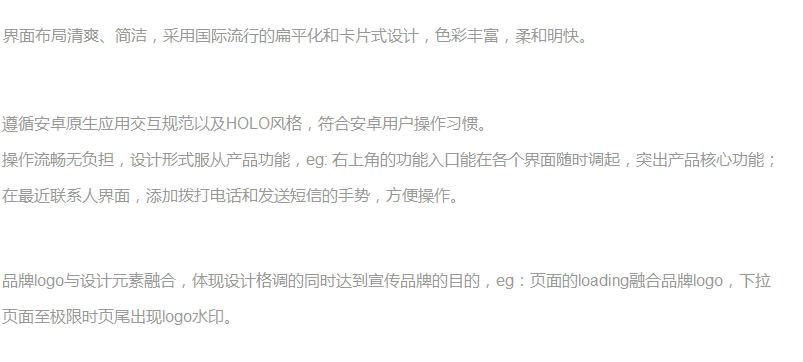 界面布局清爽、简洁，采用国际流行的扁平化和卡片式设计，色彩丰富，柔和明快。
遵循安卓原生应用交互规范以及HOLO风格，符合安卓用户操作习惯。
操作流畅无负担，设计形式服从产品功能，eg: 右上角的功能入口能在各个界面随时调起，突出产品核心功能；
在最近联系人界面，添加拨打电话和发送短信的手势，方便操作。
品牌logo与设计元素融合，体现设计格调的同时达到宣传品牌的目的，eg：页面的loading融合品牌logo，下拉
页面至极限时页尾出现logo水印。